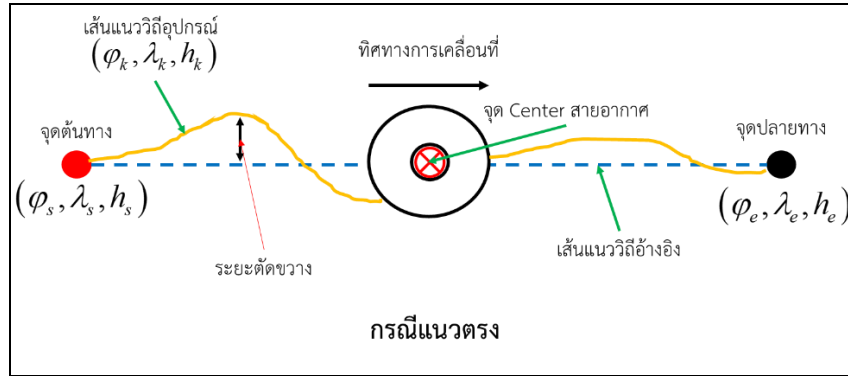 เส้นแนววิถีอุปกรณ์
(φk, λk, hk)
ทิศทางการเคลื่อนที่
จุด Center สายอากาศ
จุดต้นทาง
จุดปลายทาง
(φs, λs, hs)
(φe, λe, he)
ระยะตัดขวาง
เส้นแนววิถีอ้างอิง
กรณีแนวตรง